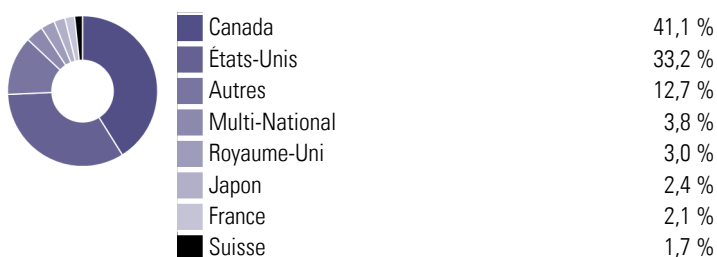 Canada 41,1 %
États-Unis 33,2 %
Autres 12,7 %
Multi-National 3,8 %
Royaume-Uni 3,0 %
Japon 2,4 %
France 2,1 %
Suisse 1,7 %